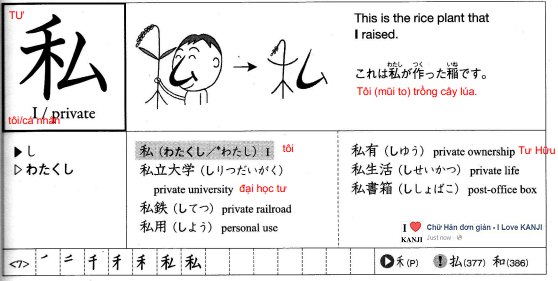 TƯ
私
I / private
tôi/cá nhân
This is the rice plant that
I raised.
わたし つく いね
これは私が作った稲です。
Tôi (mũi to) trồng cây lúa.
▶し
▷わたくし
私 (わたくし／*わたし) I tôi
私立大学 (しりつだいがく)
private university đại học tư
私鉄 (してつ) private railroad
私用 (しよう) personal use
私有 (しゆう) private ownership Tư Hữu
私生活 (しせいかつ) private life
私書箱 (ししょばこ) post-office box
I ❤ KANJI
Chữ Hán đơn giản - I Love KANJI
Just now
<7> 千 禾 私 私
禾(P) 払(377) 和(386)